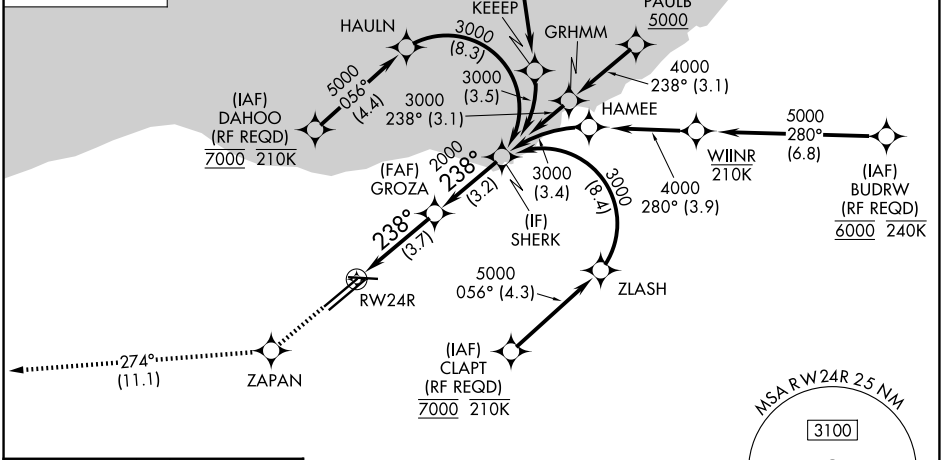 KEEEP
PAULB
5000
HAULN
3000
(8.3)
GRHMM
5000
056°
(4.4)
3000
(3.5)
4000
238° (3.1)
(IAF)
DAHOO
(RF REQD)
7000 210K
3000
238° (3.1)
HAMEE
5000
280°
(6.8)
WIINR
210K
(IAF)
BUDRW
(RF REQD)
6000 240K
(FAF)
GROZA
2000
238°
(3.2)
3000
(3.4)
3000
(8.4)
4000
280° (3.9)
(IF)
SHERK
238°
(3.7)
RW24R
5000
056° (4.3)
ZLASH
274°
(11.1)
ZAPAN
(IAF)
CLAPT
(RF REQD)
7000 210K
MSA RW24R 25 NM
3100